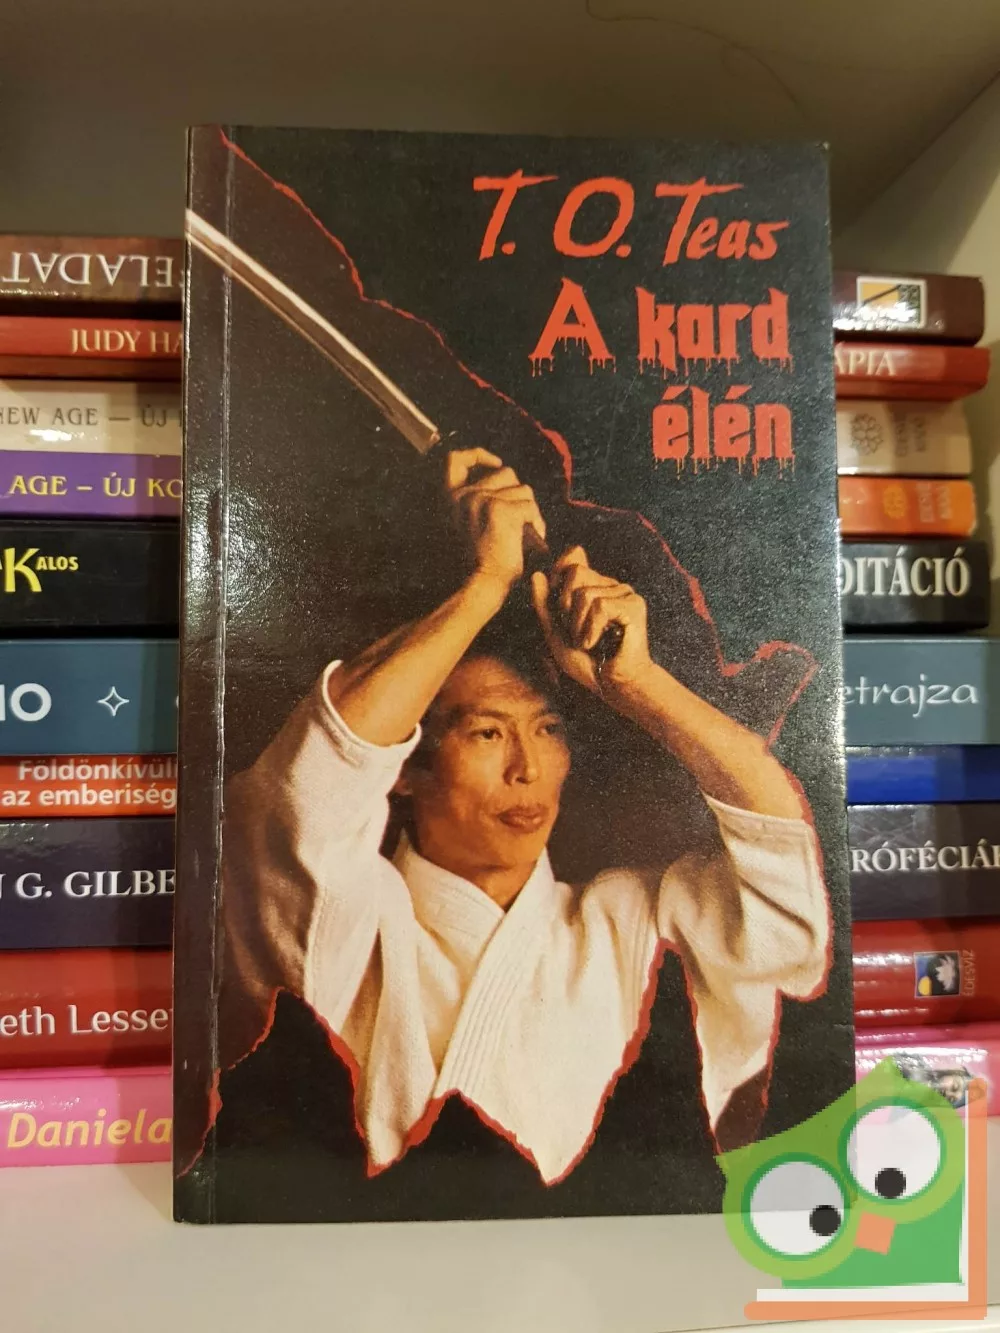 T. O. Teas
A kard
élén
ELADAT
JUDY HA
NEW AGE — ÚJ
AGE – ÚJ KO
KALOS
IO
Földönkívüli
az emberiség
G. GILBE
eth Lesse
Daniela
DITÁCIÓ
etrajza
RÓFÉCIÁ
ÉDESVÍZ